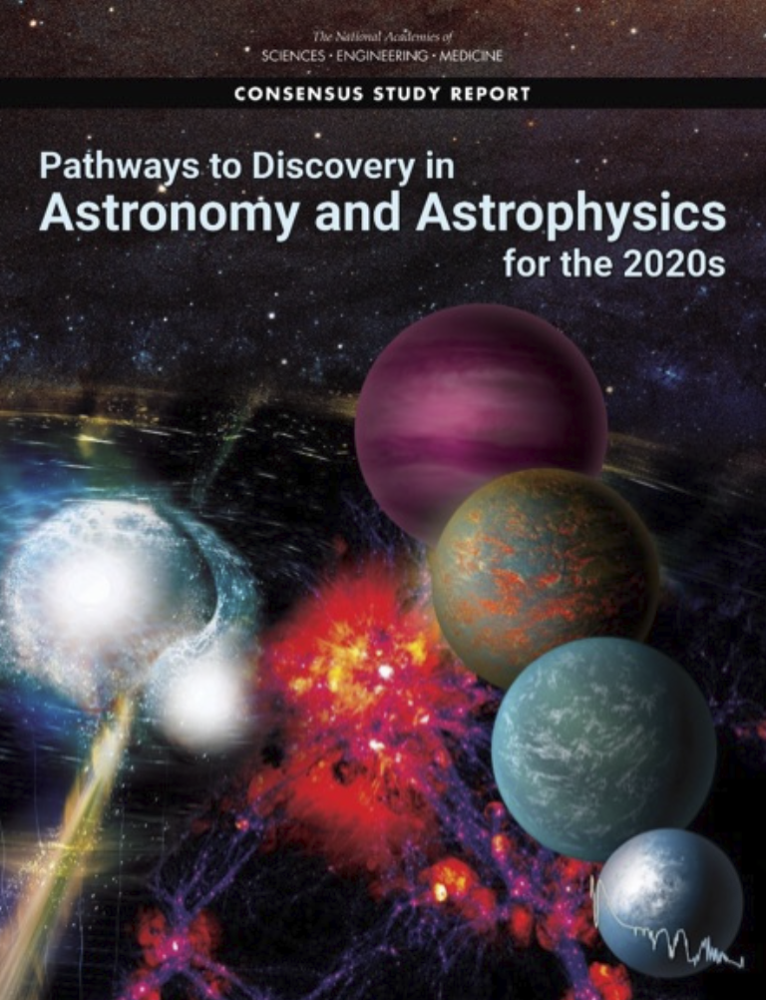 The National Academies of
SCIENCES · ENGINEERING · MEDICINE
CONSENSUS STUDY REPORT
Pathways to Discovery in
Astronomy and Astrophysics
for the 2020s